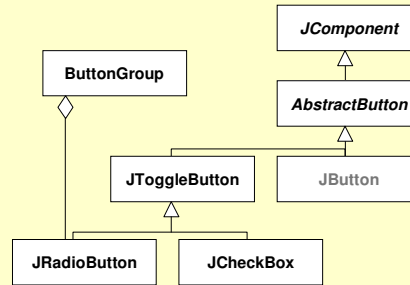 JComponent
ButtonGroup
AbstractButton
JToggleButton
JButton
JRadioButton
JCheckBox